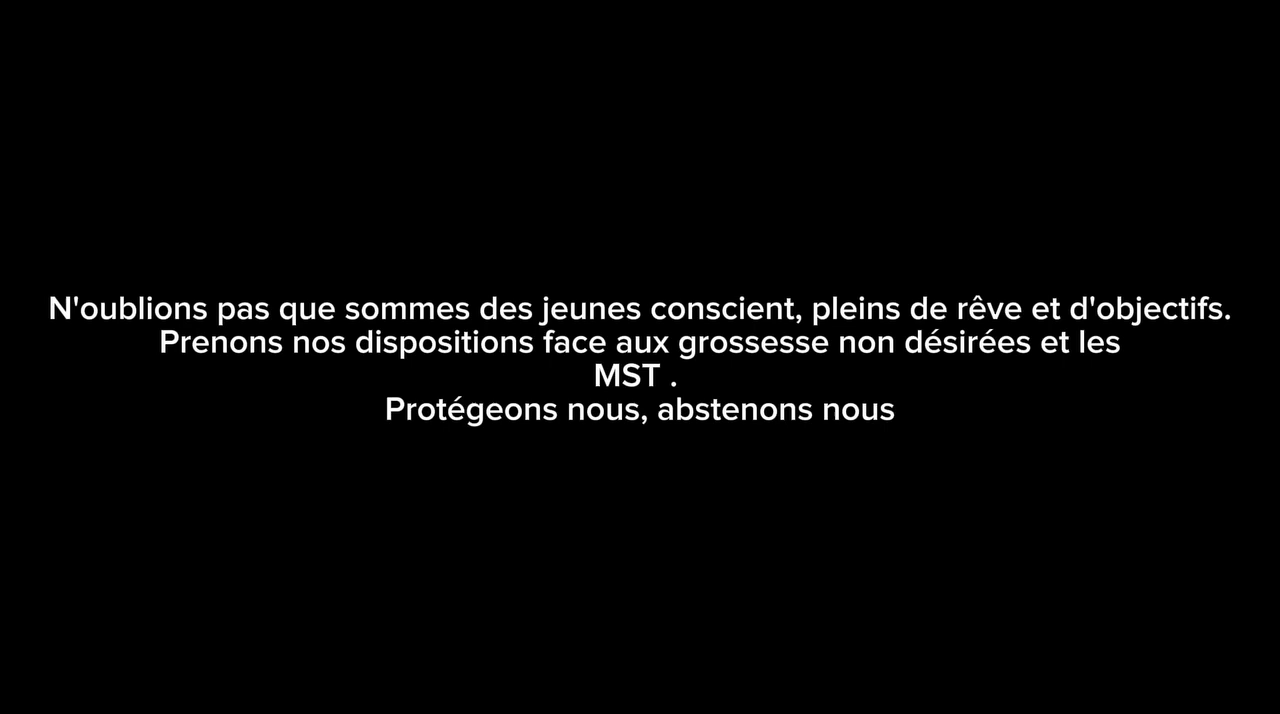 N'oublions pas que sommes des jeunes conscient, pleins de rêve et d'objectifs.
Prenons nos dispositions face aux grossesse non désirées et les
MST .
Protégeons nous, abstenons nous